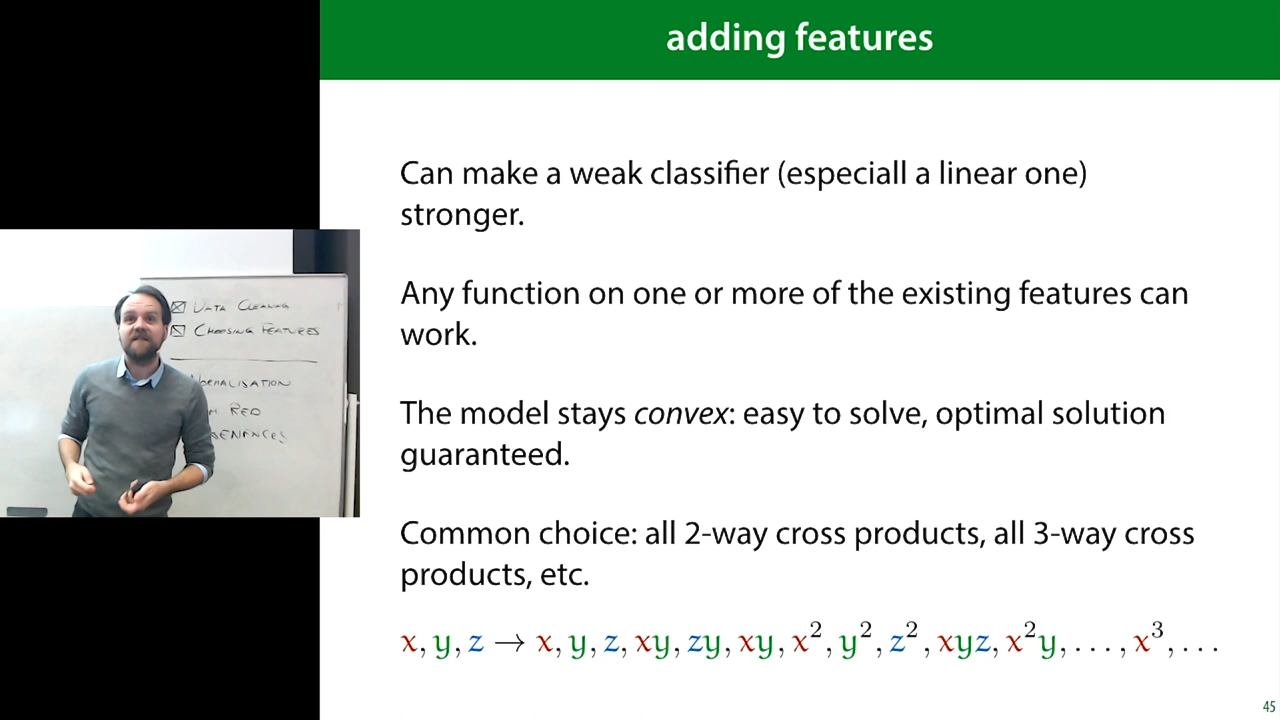 adding features
Can make a weak classifier (especiall a linear one)
stronger.
Any function on one or more of the existing features can
work.
The model stays convex: easy to solve, optimal solution
guaranteed.
Common choice: all 2-way cross products, all 3-way cross
products, etc.
x, y, z → x, y, z, xy, zy, xy, x², y², z², xyz, x²y, . . . , x³, . . .
45
DATA CLEANING
CHOOSING FEATURES
NORMALISATION
RED